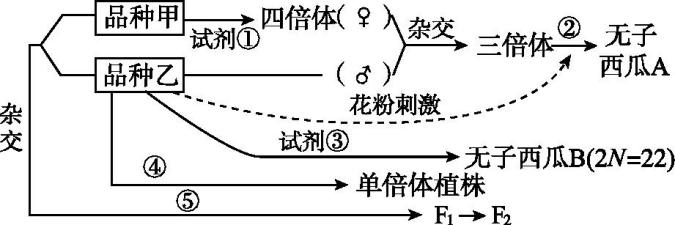 品种甲
试剂①
四倍体(♀)
杂交
三倍体
②
无子
西瓜A
品种乙
(♂)
花粉刺激
杂交
试剂③
无子西瓜B(2N=22)
④
单倍体植株
⑤
F₁→F₂